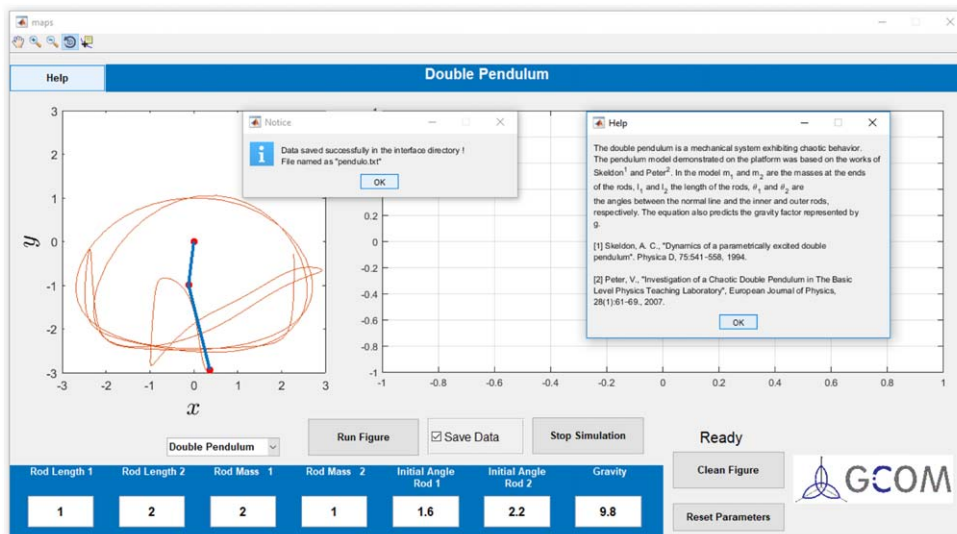 maps
Help
Double Pendulum
3
2
1
0
-1
-2
-3
y
-3
-2
-1
0
1
2
3
x
Notice
Data saved successfully in the interface directory !
File named as "pendulo.txt"
OK
0.2
0
-0.2
-0.4
-0.6
-0.8
-1
-1
-0.8
-0.6
-0.4
-0.2
0
0.2
0.4
0.6
0.8
1
Help
The double pendulum is a mechanical system exhibiting chaotic behavior.
The pendulum model demonstrated on the platform was based on the works of
Skeldon¹ and Peter². In the model m₁ and m₂ are the masses at the ends
of the rods, l₁ and l₂ the length of the rods, θ₁ and θ₂ are
the angles between the normal line and the inner and outer rods,
respectively. The equation also predicts the gravity factor represented by
g.
[1] Skeldon, A. C., "Dynamics of a parametrically excited double
pendulum". Physica D, 75:541-558, 1994.
[2] Peter, V., "Investigation of a Chaotic Double Pendulum in The Basic
Level Physics Teaching Laboratory", European Journal of Physics,
28(1):61-69., 2007.
OK
Double Pendulum
Run Figure
Save Data
Stop Simulation
Ready
Rod Length 1
Rod Length 2
Rod Mass 1
Rod Mass 2
Initial Angle
Rod 1
Initial Angle
Rod 2
Gravity
1
2
2
1
1.6
2.2
9.8
Clean Figure
Reset Parameters
GCOM